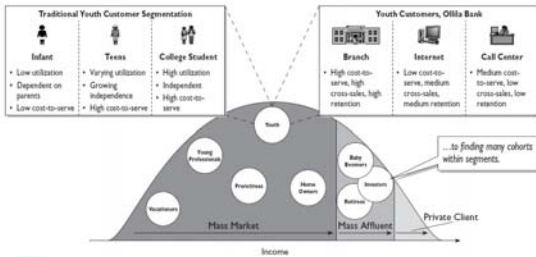 Traditional Youth Customer Segmentation
Infant
• Low utilization
• Dependent on
parents
• Low cost-to-serve
Teens
• Varying utilization
• Growing
independence
• High cost-to-serve
College Student
• High utilization
• Independent
• High cost-to-
serve
Youth Customers, Ollila Bank
Branch
• High cost-to-
serve, high
cross-sales, high
retention
Internet
• Low cost-to-
serve, medium
cross-sales,
medium retention
Call Center
• Medium cost-
to-serve, low
cross-sales, low
retention
Youth
Young
Professionals
Vacationers
Franchisees
Home
Owners
Baby
Boomers
Investors
Retirees
...to finding many cohorts
within segments.
Mass Market
Mass Affluent
Private Client
Income